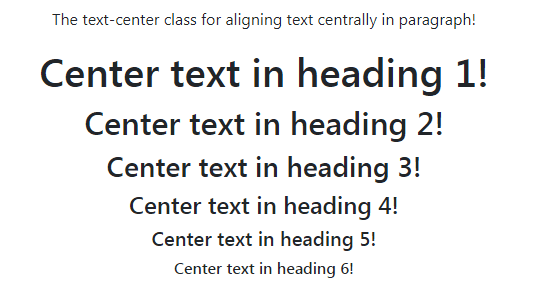 The text-center class for aligning text centrally in paragraph!
Center text in heading 1!
Center text in heading 2!
Center text in heading 3!
Center text in heading 4!
Center text in heading 5!
Center text in heading 6!